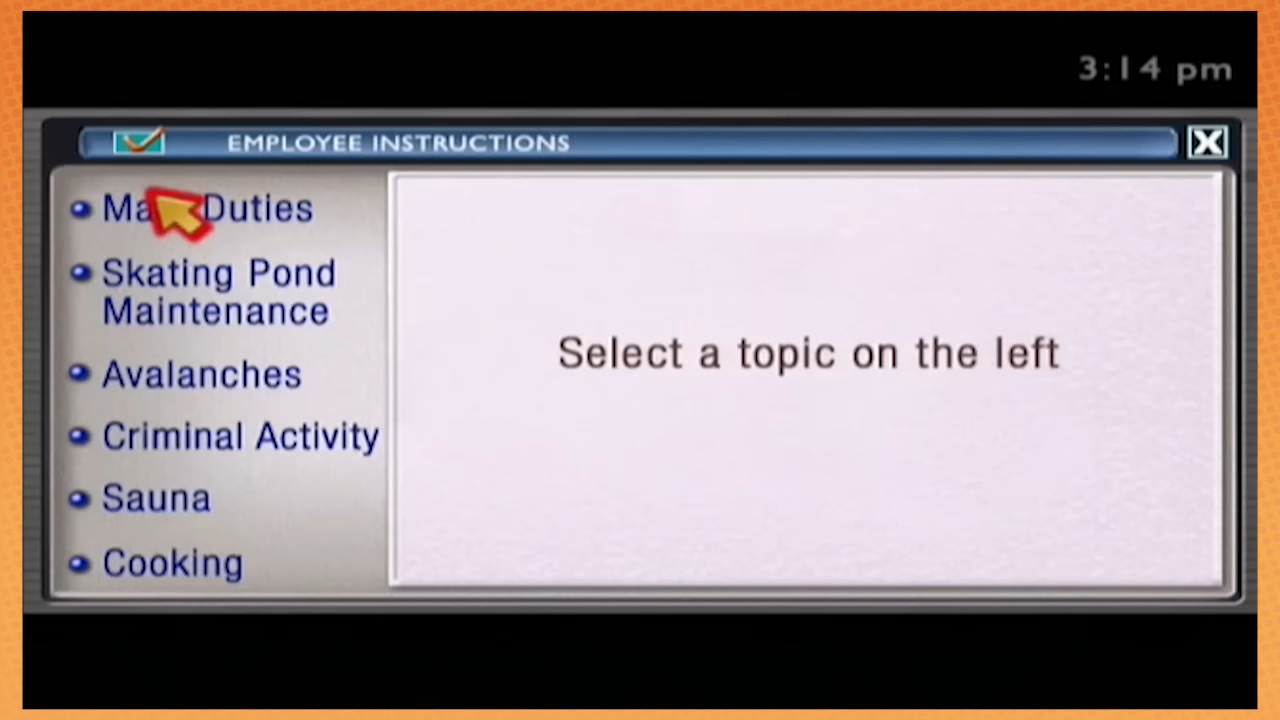 3:14 pm
EMPLOYEE INSTRUCTIONS
Duties
Skating Pond
Maintenance
Avalanches
Criminal Activity
Sauna
Cooking
Select a topic on the left